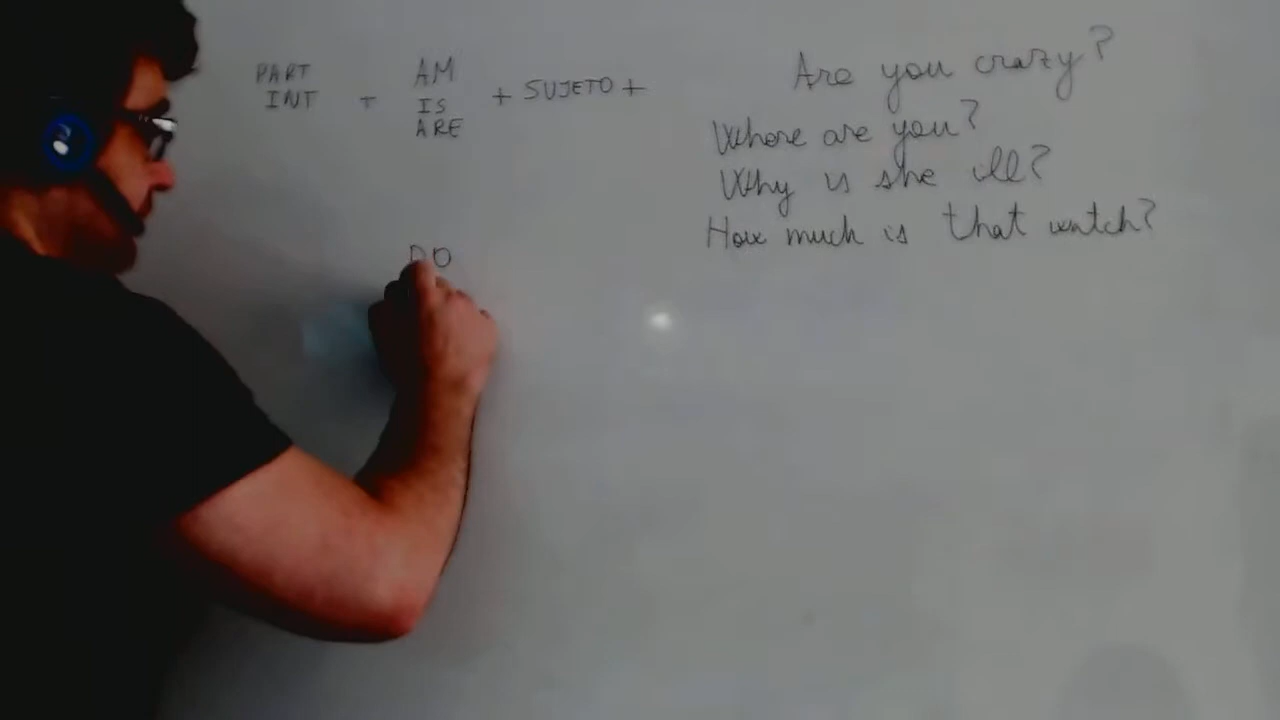 PART INT + AM IS ARE + SUJETO +
Are you crazy?
Where are you?
Why is she ill?
How much is that watch?
DO